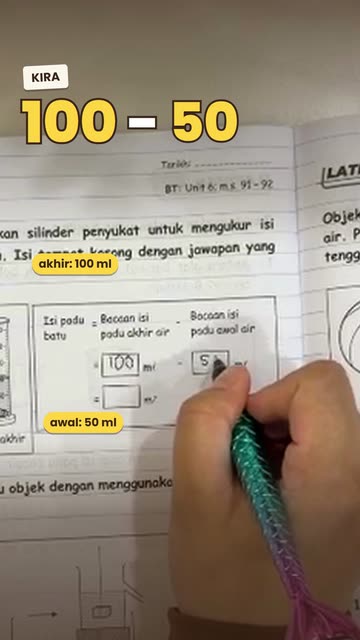 KIRA
100 - 50
Tarikh:
BT: Unit 6; m.s. 91 – 92
LATI
kan silinder penyukat untuk mengukur isi
. Isi tempat kosong dengan jawapan yang
Objek
air. P
tengg
akhir: 100 ml
Isi padu batu = Bacaan isi padu akhir air - Bacaan isi padu awal air
= 100 ml - 5
= ml
awal: 50 ml
akhir
u objek dengan menggunaka